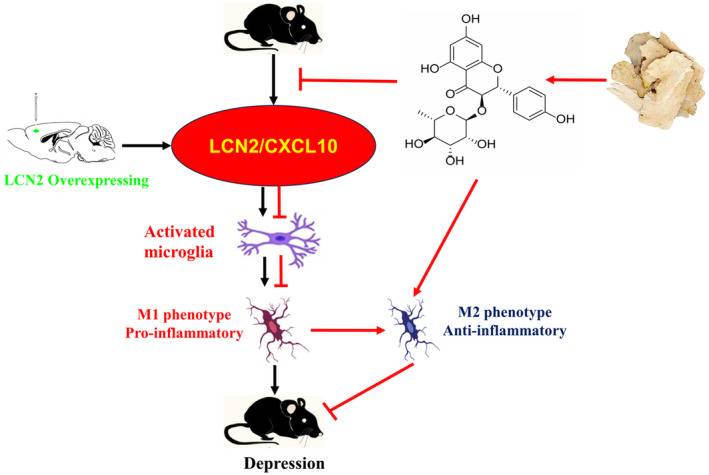 OH
HO
O
OH
O
O
OH
O
HO
OH
OH
LCN2/CXCL10
LCN2 Overexpressing
Activated
microglia
M1 phenotype
Pro-inflammatory
M2 phenotype
Anti-inflammatory
Depression